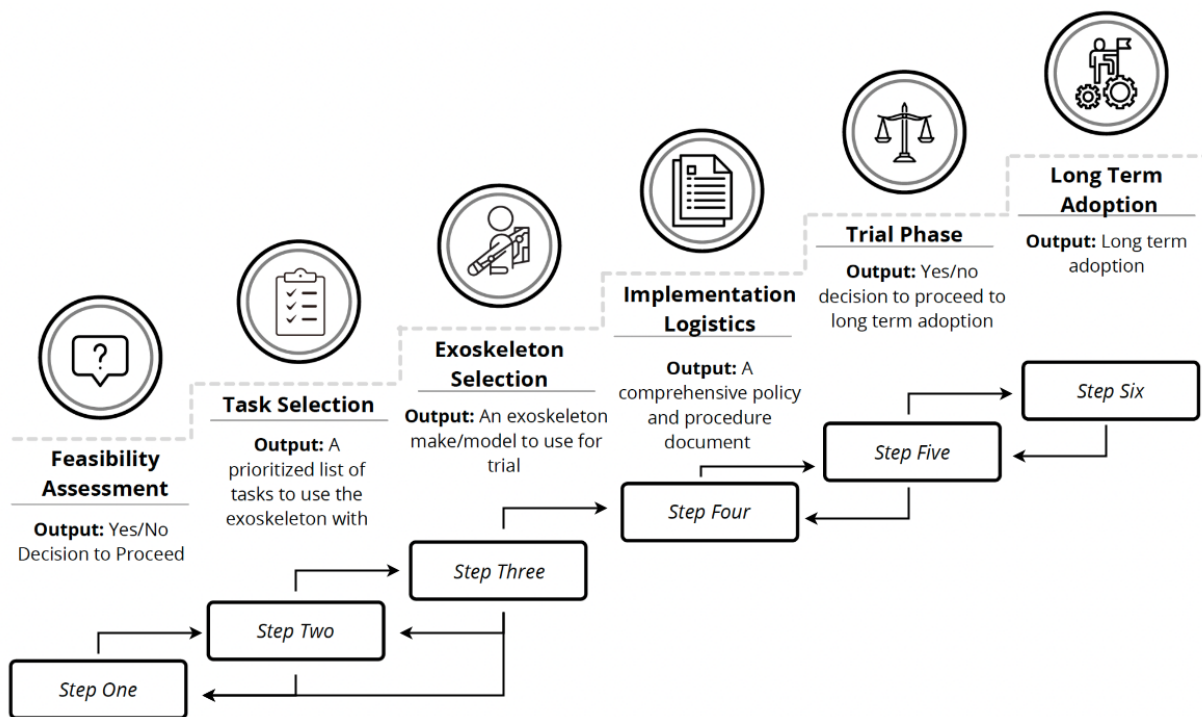 Feasibility
Assessment
Output: Yes/No
Decision to Proceed
Task Selection
Output: A
prioritized list of
tasks to use the
exoskeleton with
Exoskeleton
Selection
Output: An exoskeleton
make/model to use for
trial
Implementation
Logistics
Output: A
comprehensive policy
and procedure
document
Trial Phase
Output: Yes/no
decision to proceed to
long term adoption
Long Term
Adoption
Output: Long term
adoption
Step One
Step Two
Step Three
Step Four
Step Five
Step Six
?